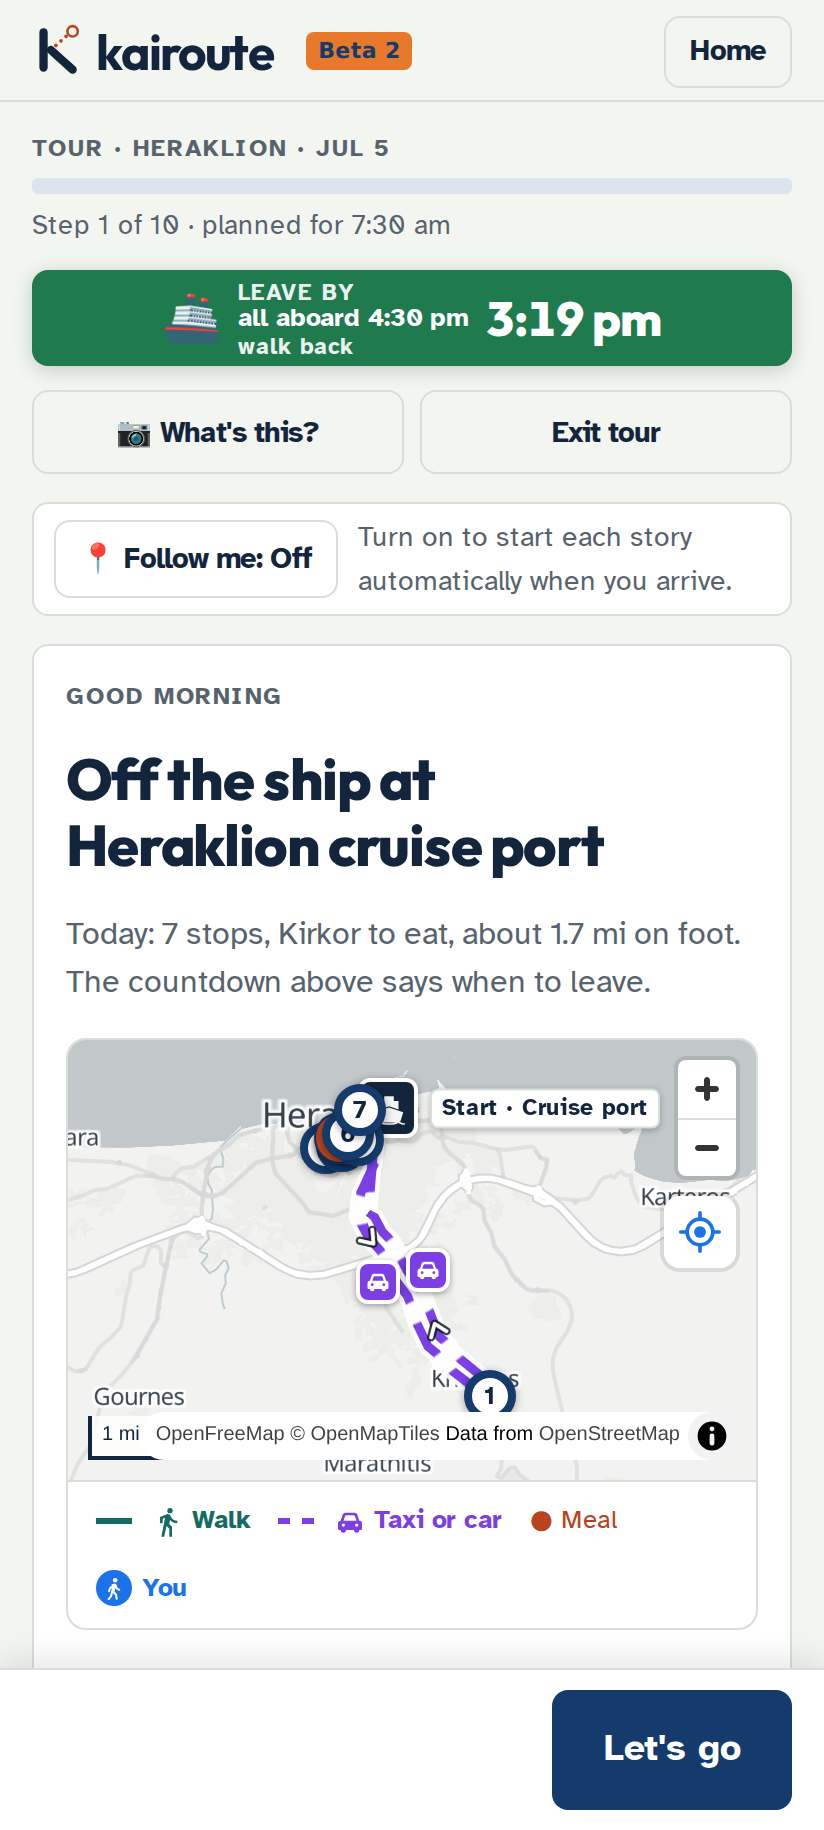 kairoute
Beta 2
Home
TOUR · HERAKLION · JUL 5
Step 1 of 10 · planned for 7:30 am
LEAVE BY
all aboard 4:30 pm
walk back
3:19 pm
What's this?
Exit tour
Follow me: Off
Turn on to start each story
automatically when you arrive.
GOOD MORNING
Off the ship at
Heraklion cruise port
Today: 7 stops, Kirkor to eat, about 1.7 mi on foot.
The countdown above says when to leave.
7
6
Start · Cruise port
+
−
1
Gournes
1 mi
OpenFreeMap © OpenMapTiles Data from OpenStreetMap
Marathitis
Walk
Taxi or car
Meal
You
Let's go